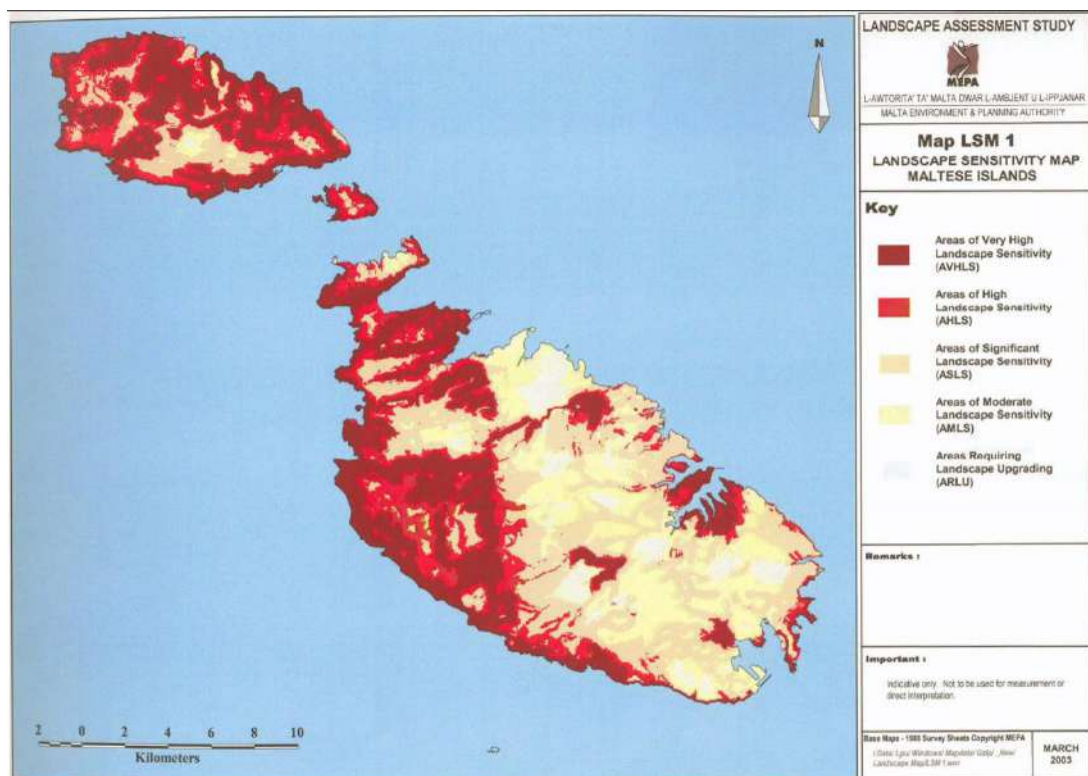 LANDSCAPE ASSESSMENT STUDY
MEPA
L-AWTORITA' TA' MALTA DWAR L-AMBJENT U L-IPPJANAR
MALTA ENVIRONMENT & PLANNING AUTHORITY
Map LSM 1
LANDSCAPE SENSITIVITY MAP
MALTESE ISLANDS
Key
Areas of Very High
Landscape Sensitivity
(AVHLS)
Areas of High
Landscape Sensitivity
(AHLS)
Areas of Significant
Landscape Sensitivity
(ASLS)
Areas of Moderate
Landscape Sensitivity
(AMLS)
Areas Requiring
Landscape Upgrading
(ARLU)
Remarks :
Important :
Indicative only. Not to be used for measurement or
direct interpretation.
Survey Sheets Copyright MEPA
MARCH
2003
N
2 0 2 4 6 8 10
Kilometers